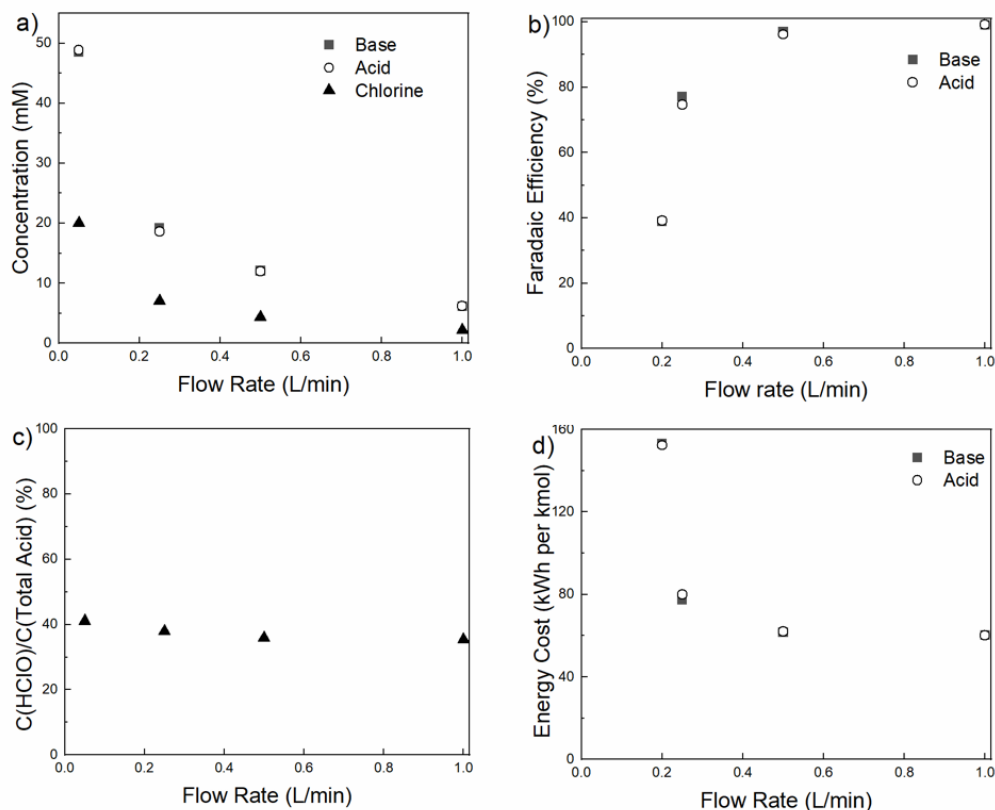 a)
50
40
30
20
10
0
0.0 0.2 0.4 0.6 0.8 1.0
Concentration (mM)
Flow Rate (L/min)
Base
Acid
Chlorine
b)
100
80
60
40
20
0
0.0 0.2 0.4 0.6 0.8 1.0
Faradaic Efficiency (%)
Flow rate (L/min)
Base
Acid
c)
100
80
60
40
20
0
0.0 0.2 0.4 0.6 0.8 1.0
C(HClO)/C(Total Acid) (%)
Flow Rate (L/min)
d)
160
120
80
40
0
0.0 0.2 0.4 0.6 0.8 1.0
Energy Cost (kWh per kmol)
Flow Rate (L/min)
Base
Acid